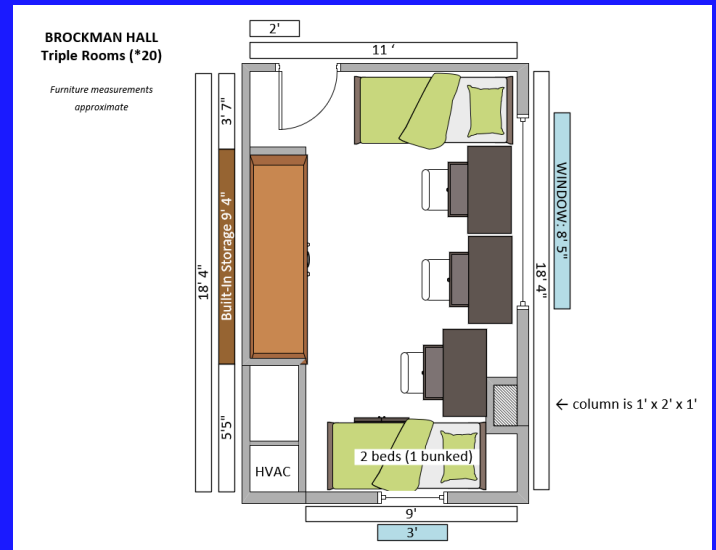 BROCKMAN HALL
Triple Rooms (*20)
Furniture measurements
approximate
2'
11 ‘
3' 7"
Built-In Storage 9' 4"
18' 4"
5'5"
WINDOW: 8' 5"
18' 4"
← column is 1' x 2' x 1'
2 beds (1 bunked)
HVAC
9'
3'